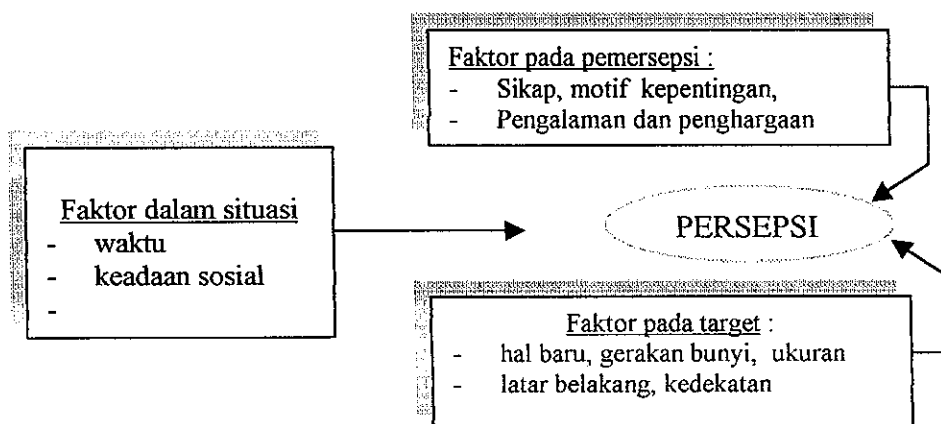 Faktor pada pemersepsi :
- Sikap, motif kepentingan,
- Pengalaman dan penghargaan
Faktor dalam situasi
- waktu
- keadaan sosial
-
PERSEPSI
Faktor pada target :
- hal baru, gerakan bunyi, ukuran
- latar belakang, kedekatan